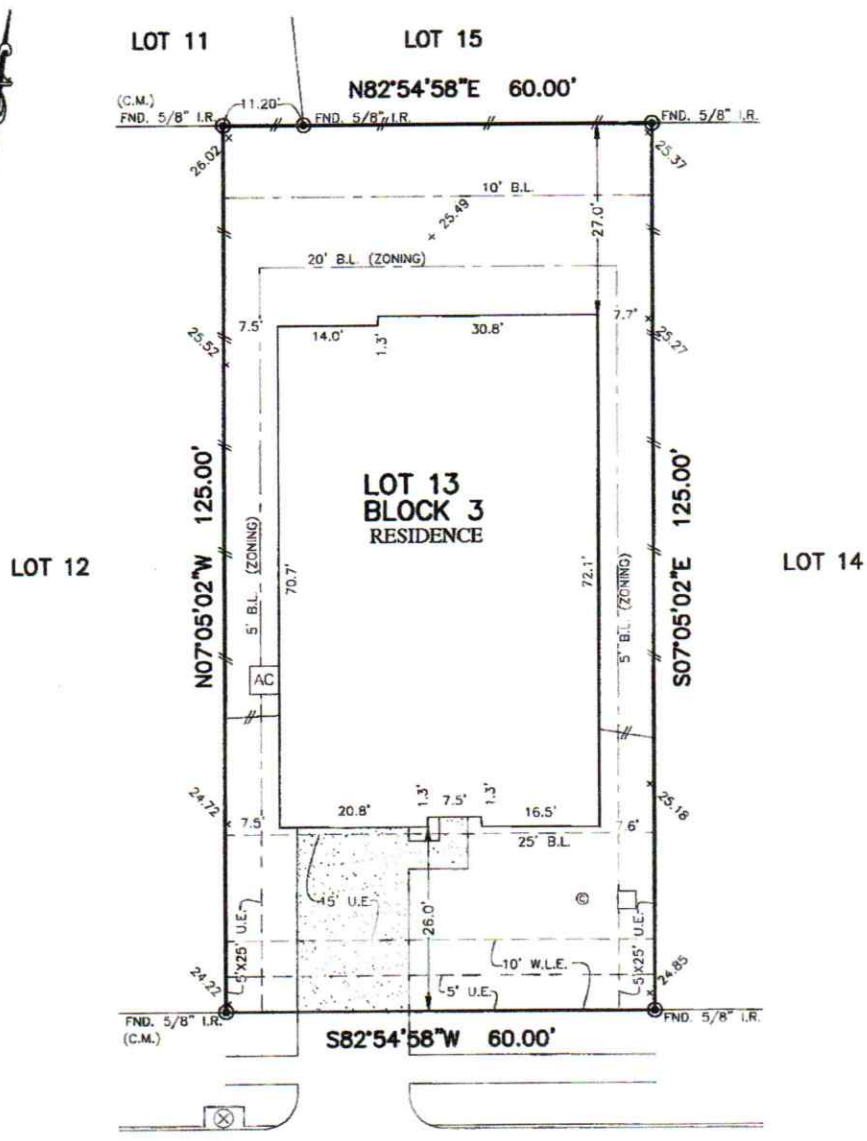 LOT 11
LOT 15
N82°54'58"E 60.00'
(C.M.)
11.20'
FND. 5/8" I.R.
FND. 5/8" I.R.
FND. 5/8" I.R.
26.02
25.37
10' B.L.
25.49
27.0'
20' B.L. (ZONING)
7.5'
14.0'
1.3'
30.8'
7.7'
25.52
25.27
LOT 13
BLOCK 3
RESIDENCE
N07°05'02"W 125.00'
S07°05'02"E 125.00'
LOT 12
LOT 14
5' B.L. (ZONING)
70.7'
72.1'
5' B.L. (ZONING)
AC
24.72
7.5'
20.8'
1.3'
7.5'
1.3'
16.5'
7.6'
25.18
25' B.L.
15' U.E.
26.0'
©
5'X25' U.E.
5'X25' U.E.
10' W.L.E.
5' U.E.
24.22
24.85
FND. 5/8" I.R.
(C.M.)
S82°54'58"W 60.00'
FND. 5/8" I.R.